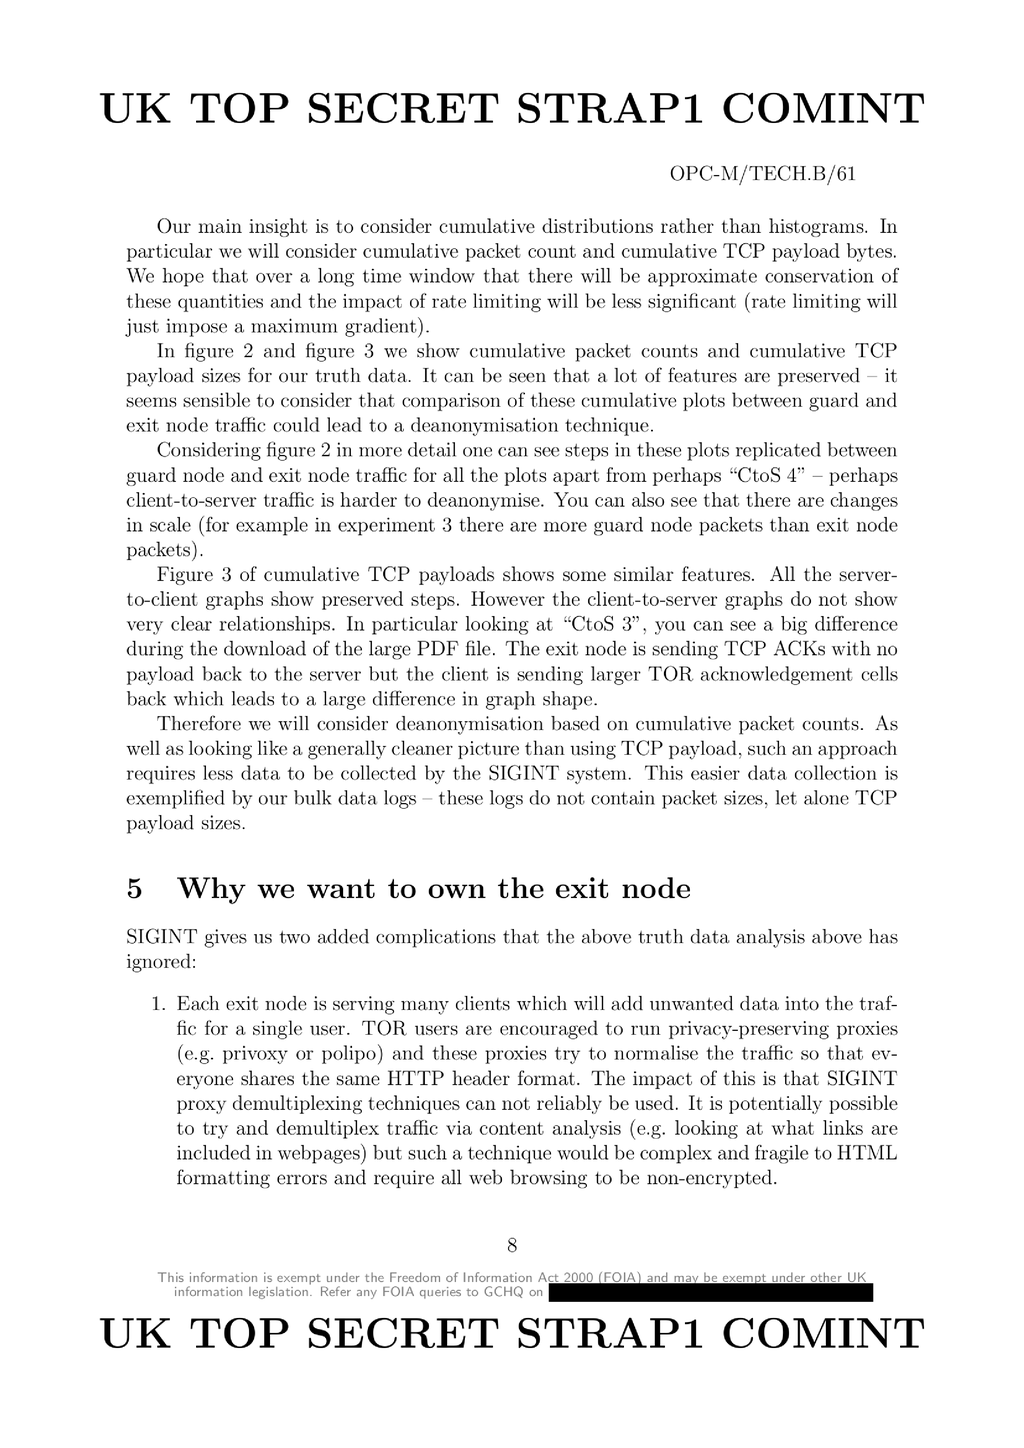 UK TOP SECRET STRAP1 COMINT
OPC-M/TECH.B/61
Our main insight is to consider cumulative distributions rather than histograms. In
particular we will consider cumulative packet count and cumulative TCP payload bytes.
We hope that over a long time window that there will be approximate conservation of
these quantities and the impact of rate limiting will be less significant (rate limiting will
just impose a maximum gradient).
In figure 2 and figure 3 we show cumulative packet counts and cumulative TCP
payload sizes for our truth data. It can be seen that a lot of features are preserved – it
seems sensible to consider that comparison of these cumulative plots between guard and
exit node traffic could lead to a deanonymisation technique.
Considering figure 2 in more detail one can see steps in these plots replicated between
guard node and exit node traffic for all the plots apart from perhaps “CtoS 4” – perhaps
client-to-server traffic is harder to deanonymise. You can also see that there are changes
in scale (for example in experiment 3 there are more guard node packets than exit node
packets).
Figure 3 of cumulative TCP payloads shows some similar features. All the server-
to-client graphs show preserved steps. However the client-to-server graphs do not show
very clear relationships. In particular looking at “CtoS 3”, you can see a big difference
during the download of the large PDF file. The exit node is sending TCP ACKs with no
payload back to the server but the client is sending larger TOR acknowledgement cells
back which leads to a large difference in graph shape.
Therefore we will consider deanonymisation based on cumulative packet counts. As
well as looking like a generally cleaner picture than using TCP payload, such an approach
requires less data to be collected by the SIGINT system. This easier data collection is
exemplified by our bulk data logs – these logs do not contain packet sizes, let alone TCP
payload sizes.
5 Why we want to own the exit node
SIGINT gives us two added complications that the above truth data analysis above has
ignored:
1. Each exit node is serving many clients which will add unwanted data into the traf-
fic for a single user. TOR users are encouraged to run privacy-preserving proxies
(e.g. privoxy or polipo) and these proxies try to normalise the traffic so that ev-
eryone shares the same HTTP header format. The impact of this is that SIGINT
proxy demultiplexing techniques can not reliably be used. It is potentially possible
to try and demultiplex traffic via content analysis (e.g. looking at what links are
included in webpages) but such a technique would be complex and fragile to HTML
formatting errors and require all web browsing to be non-encrypted.
8
This information is exempt under the Freedom of Information Act 2000 (FOIA) and may be exempt under other UK
information legislation. Refer any FOIA queries to GCHQ on
UK TOP SECRET STRAP1 COMINT